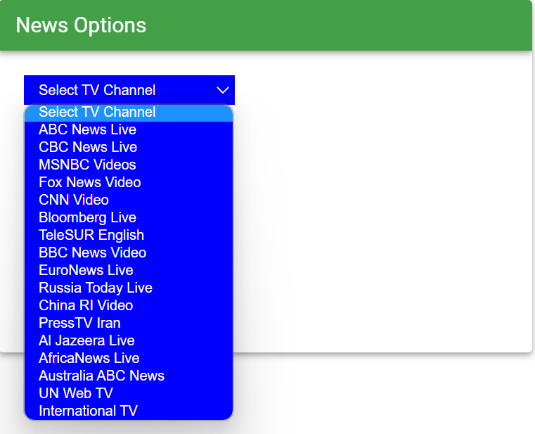 News Options
Select TV Channel
Select TV Channel
ABC News Live
CBC News Live
MSNBC Videos
Fox News Video
CNN Video
Bloomberg Live
TeleSUR English
BBC News Video
EuroNews Live
Russia Today Live
China RI Video
PressTV Iran
Al Jazeera Live
AfricaNews Live
Australia ABC News
UN Web TV
International TV